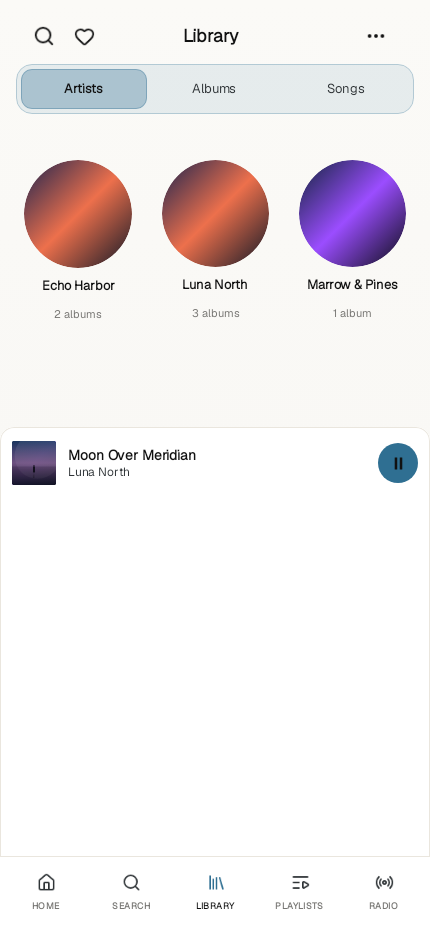 Library
Artists
Albums
Songs
Echo Harbor
Luna North
Marrow & Pines
2 albums
3 albums
1 album
Moon Over Meridian
Luna North
HOME
SEARCH
LIBRARY
PLAYLISTS
RADIO